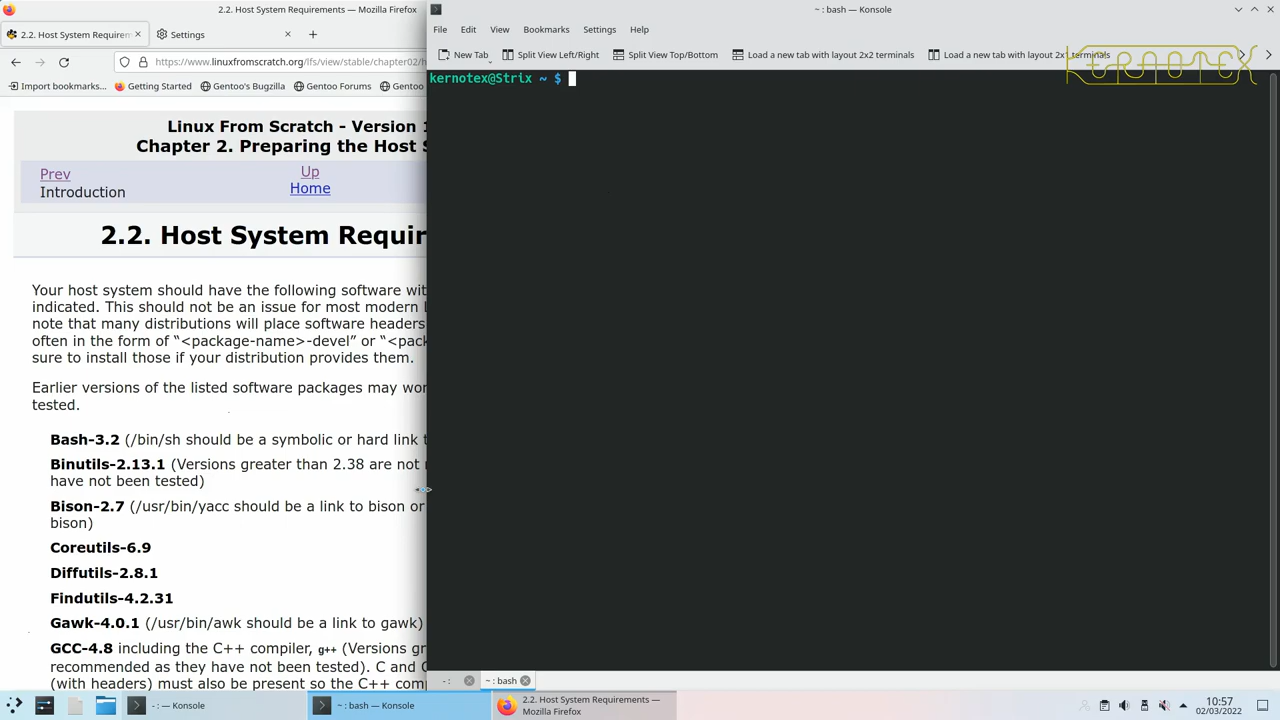 2.2. Host System Requirements — Mozilla Firefox
~ : bash — Konsole
2.2. Host System Requiremen
Settings
https://www.linuxfromscratch.org/lfs/view/stable/chapter02/h
Import bookmarks...
Getting Started
Gentoo's Bugzilla
Gentoo Forums
Gentoo
File
Edit
View
Bookmarks
Settings
Help
New Tab
Split View Left/Right
Split View Top/Bottom
Load a new tab with layout 2x2 terminals
Load a new tab with layout 2x1 terminals
KERNOTEX
kernotex@Strix ~ $
Linux From Scratch - Version 1
Chapter 2. Preparing the Host S
Prev
Introduction
Up
Home
2.2. Host System Requir
Your host system should have the following software wit
indicated. This should not be an issue for most modern L
note that many distributions will place software headers
often in the form of “<package-name>-devel” or “<pack
sure to install those if your distribution provides them.
Earlier versions of the listed software packages may wor
tested.
Bash-3.2 (/bin/sh should be a symbolic or hard link t
Binutils-2.13.1 (Versions greater than 2.38 are not r
have not been tested)
Bison-2.7 (/usr/bin/yacc should be a link to bison or
bison)
Coreutils-6.9
Diffutils-2.8.1
Findutils-4.2.31
Gawk-4.0.1 (/usr/bin/awk should be a link to gawk)
GCC-4.8 including the C++ compiler, g++ (Versions gr
recommended as they have not been tested). C and C
(with headers) must also be present so the C++ comp
- :
~ : bash
- : — Konsole
~ : bash — Konsole
2.2. Host System Requirements —
Mozilla Firefox
10:57
02/03/2022